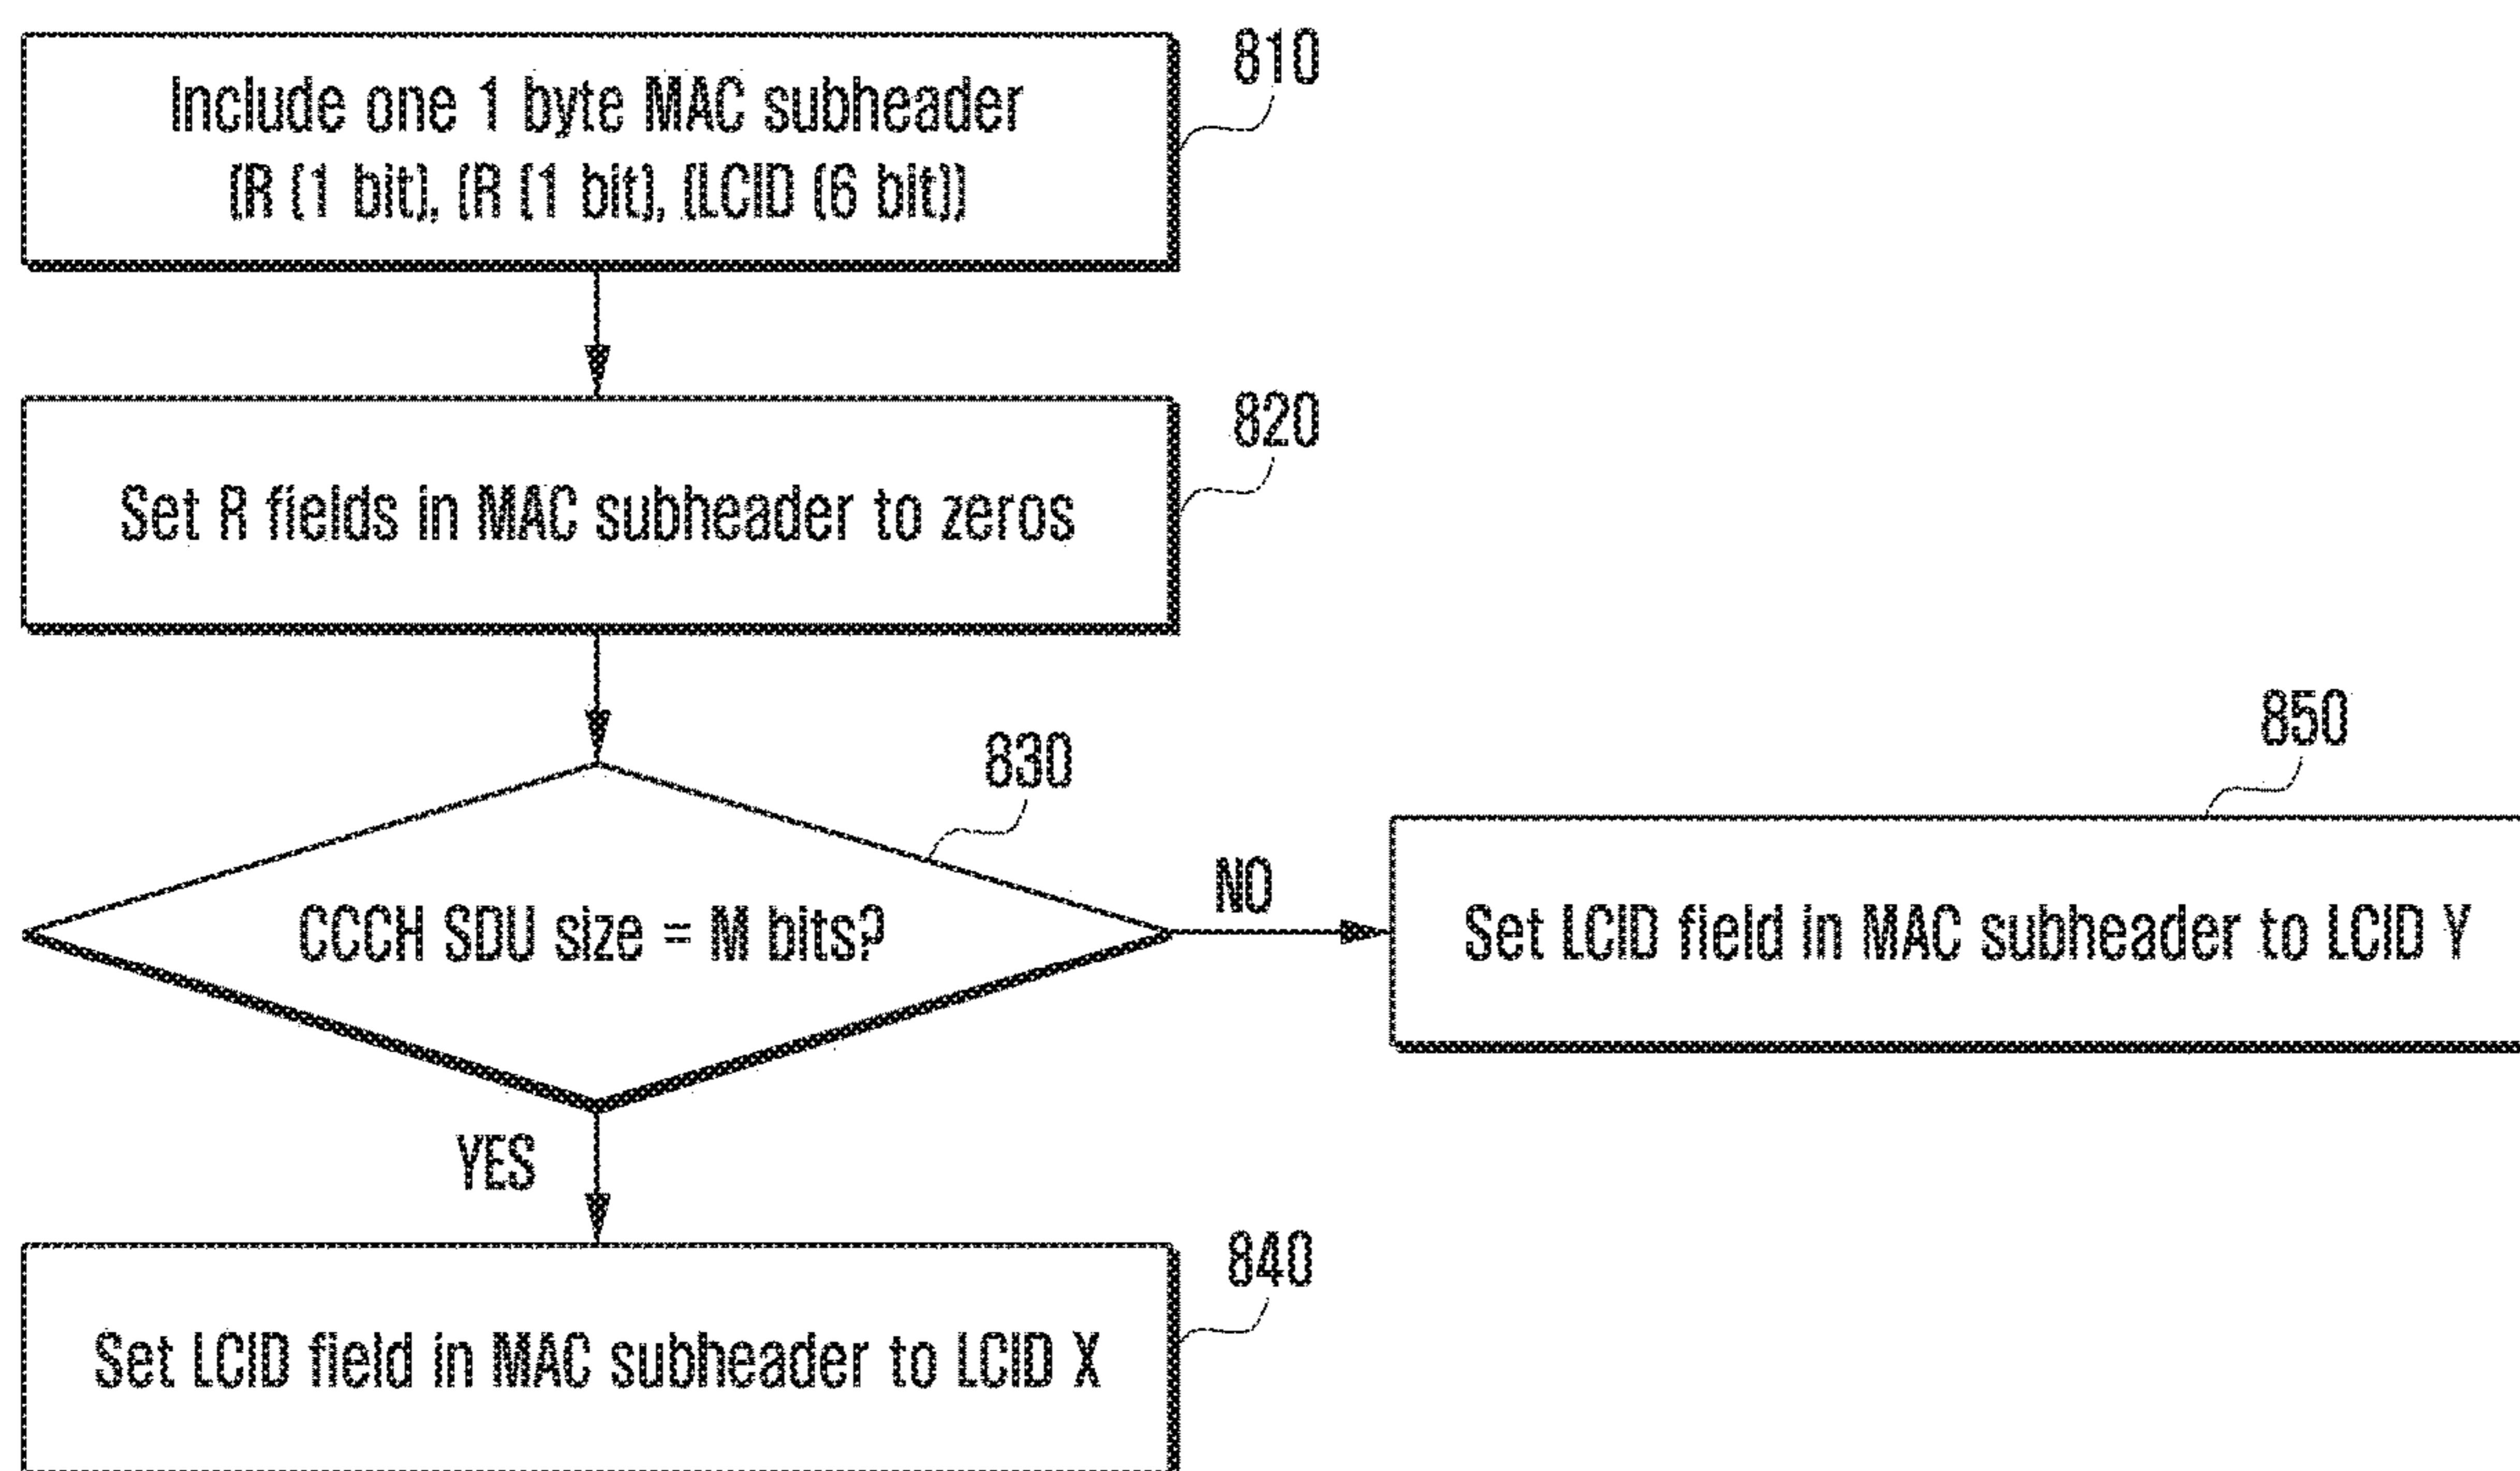 810
Include one 1 byte MAC subheader
(R (1 bit), (R (1 bit), (LCID (6 bit))
820
Set R fields in MAC subheader to zeros
830
CCCH SDU size = M bits?
NO
850
Set LCID field in MAC subheader to LCID Y
YES
840
Set LCID field in MAC subheader to LCID X